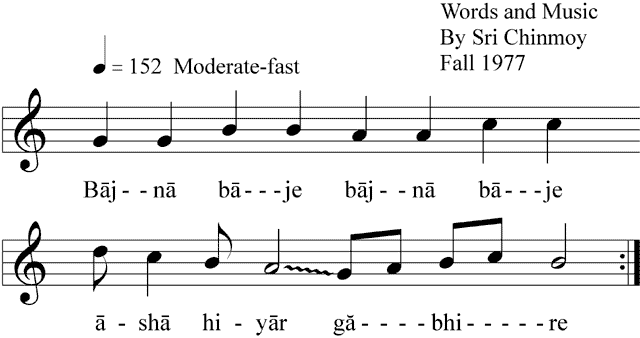 Words and Music
By Sri Chinmoy
Fall 1977
= 152 Moderate-fast
Bāj--nā bā---je bāj--nā bā---je
ā - shā hi - yār gă-----bhi------re